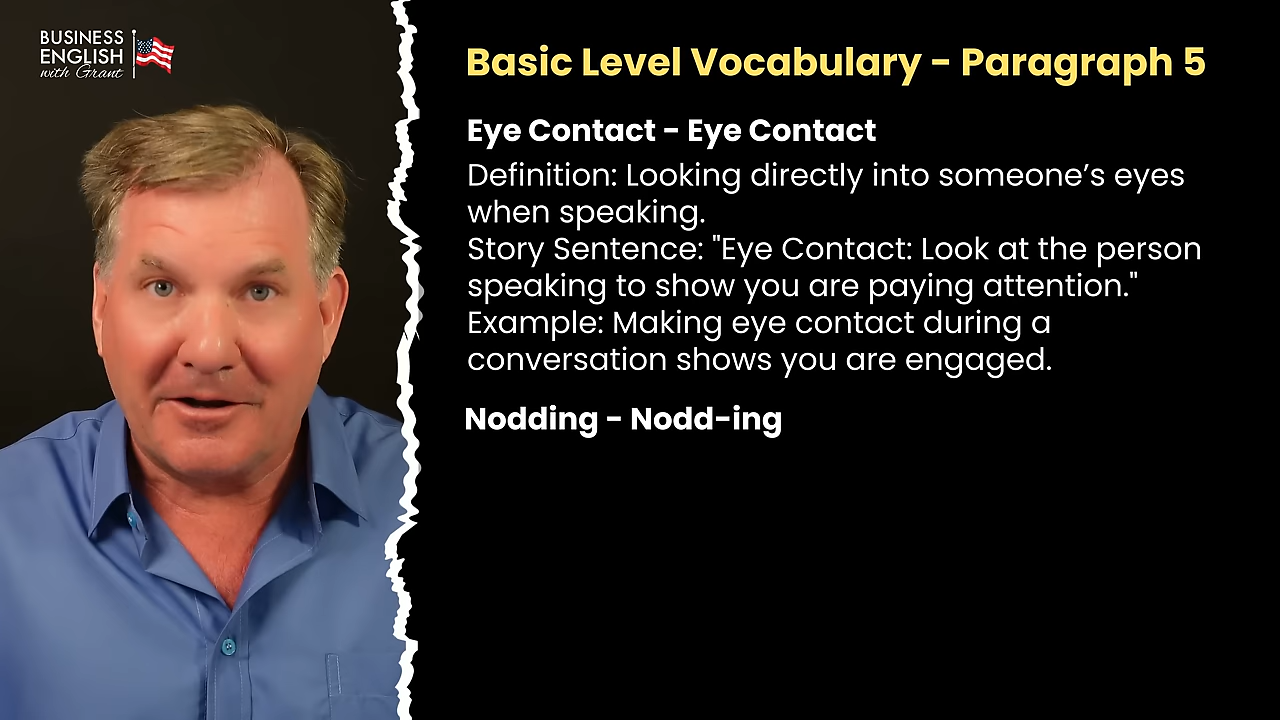 BUSINESS
ENGLISH
with Grant
Basic Level Vocabulary - Paragraph 5
Eye Contact - Eye Contact
Definition: Looking directly into someone’s eyes
when speaking.
Story Sentence: "Eye Contact: Look at the person
speaking to show you are paying attention."
Example: Making eye contact during a
conversation shows you are engaged.
Nodding - Nodd-ing